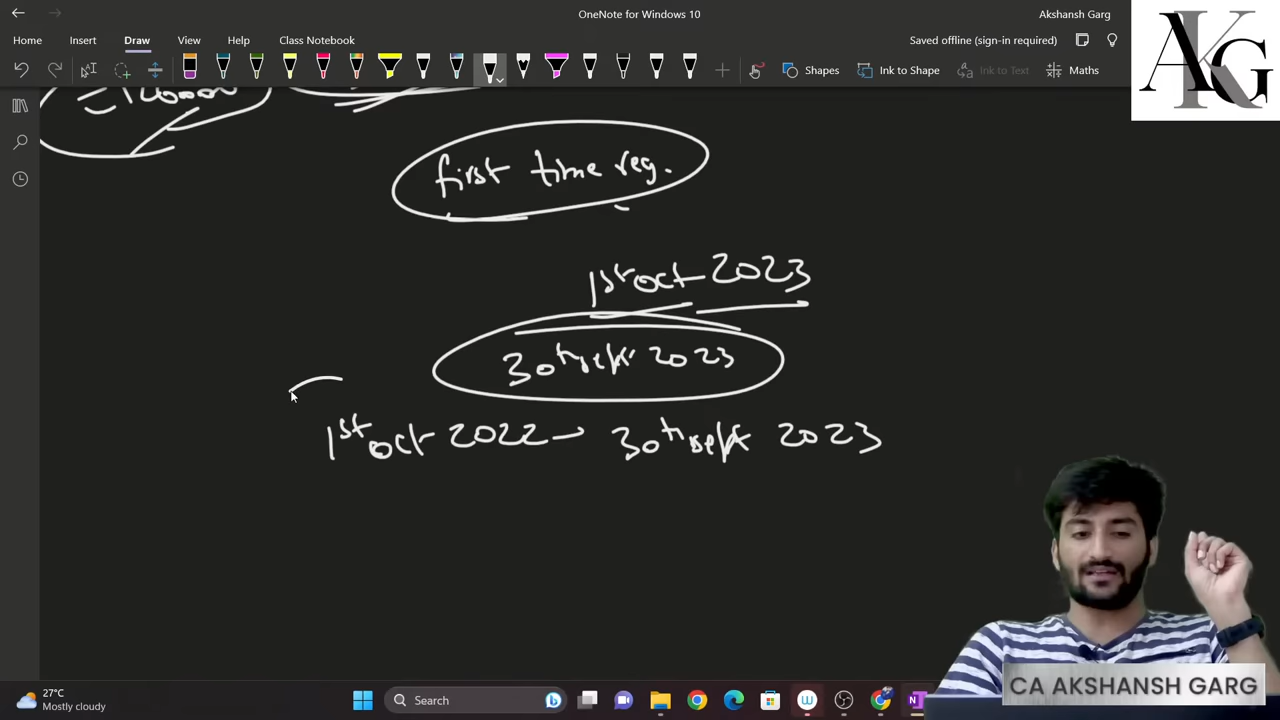 OneNote for Windows 10
Akshansh Garg
Home Insert Draw View Help Class Notebook
Saved offline (sign-in required)
Shapes Ink to Shape Ink to Text Maths
AKG
first time reg.
1st oct 2023
30th sept 2023
1st oct 2022 - 30th sept 2023
CA AKSHANSH GARG
27°C
Mostly cloudy
Search